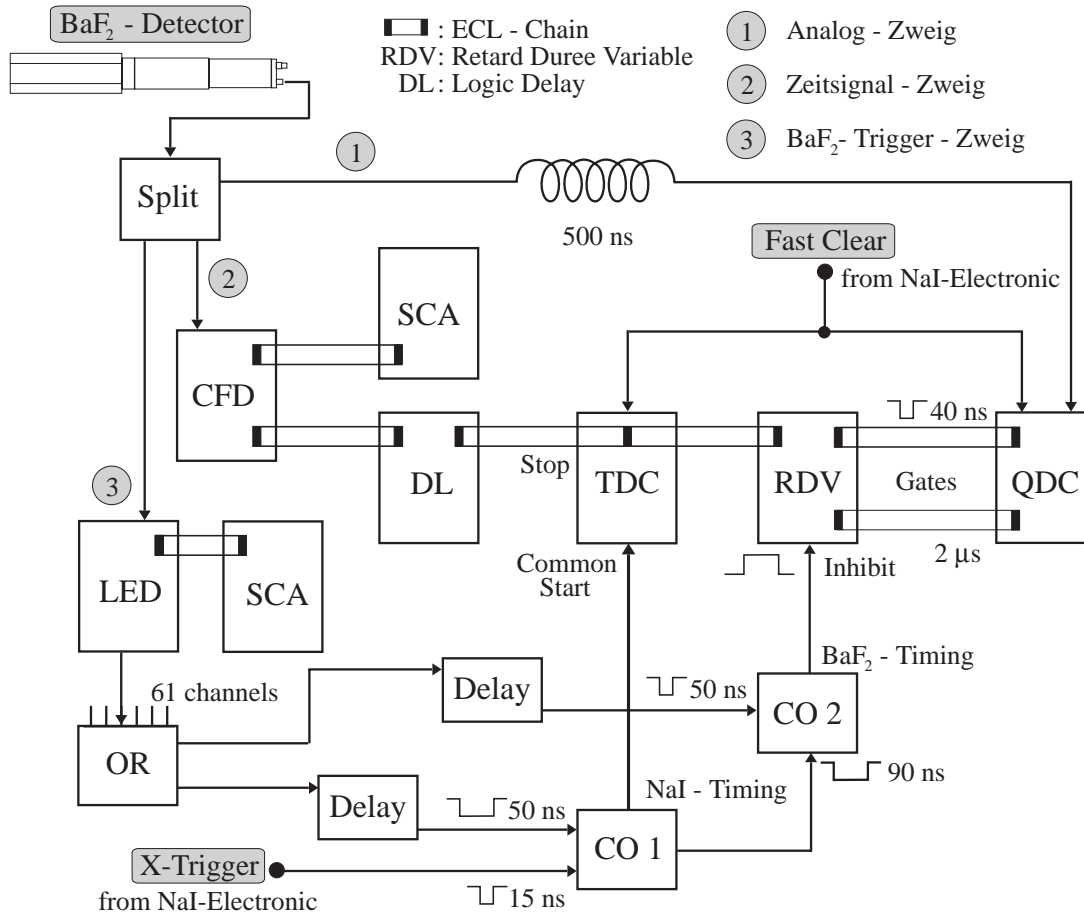 BaF₂ - Detector
: ECL - Chain
RDV: Retard Duree Variable
DL: Logic Delay
1 Analog - Zweig
2 Zeitsignal - Zweig
3 BaF₂- Trigger - Zweig
1
Split
500 ns
Fast Clear
from NaI-Electronic
2
SCA
CFD
40 ns
DL
Stop
TDC
RDV
Gates
QDC
3
2 µs
LED
SCA
Common
Start
Inhibit
BaF₂ - Timing
61 channels
Delay
50 ns
CO 2
OR
90 ns
NaI - Timing
Delay
50 ns
CO 1
X-Trigger
from NaI-Electronic
15 ns